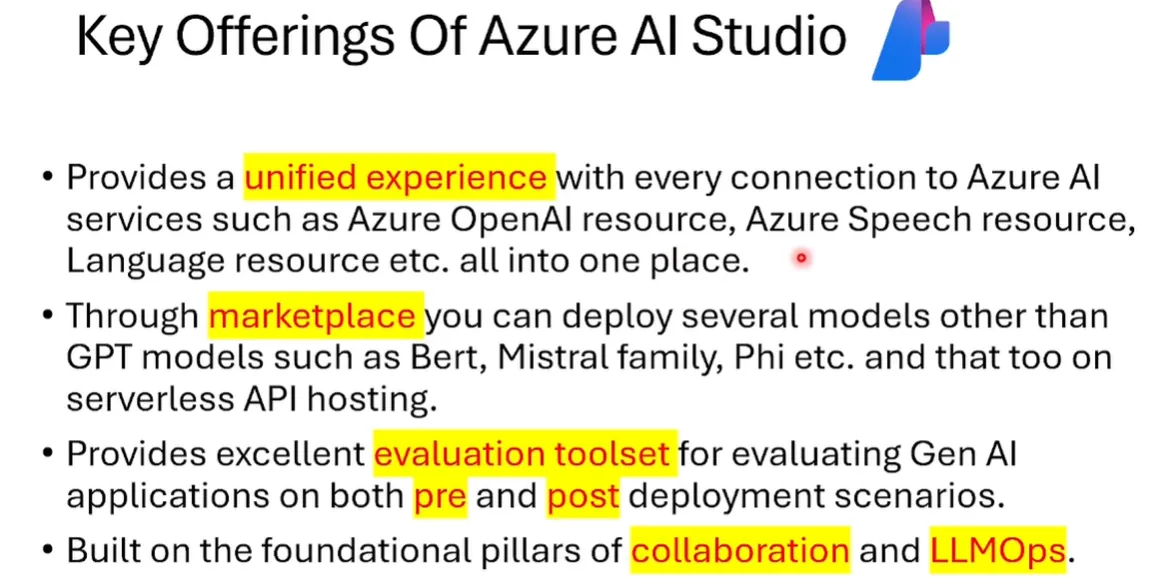 Key Offerings Of Azure AI Studio
• Provides a unified experience with every connection to Azure AI
services such as Azure OpenAI resource, Azure Speech resource,
Language resource etc. all into one place.
• Through marketplace you can deploy several models other than
GPT models such as Bert, Mistral family, Phi etc. and that too on
serverless API hosting.
• Provides excellent evaluation toolset for evaluating Gen AI
applications on both pre and post deployment scenarios.
• Built on the foundational pillars of collaboration and LLMOps.